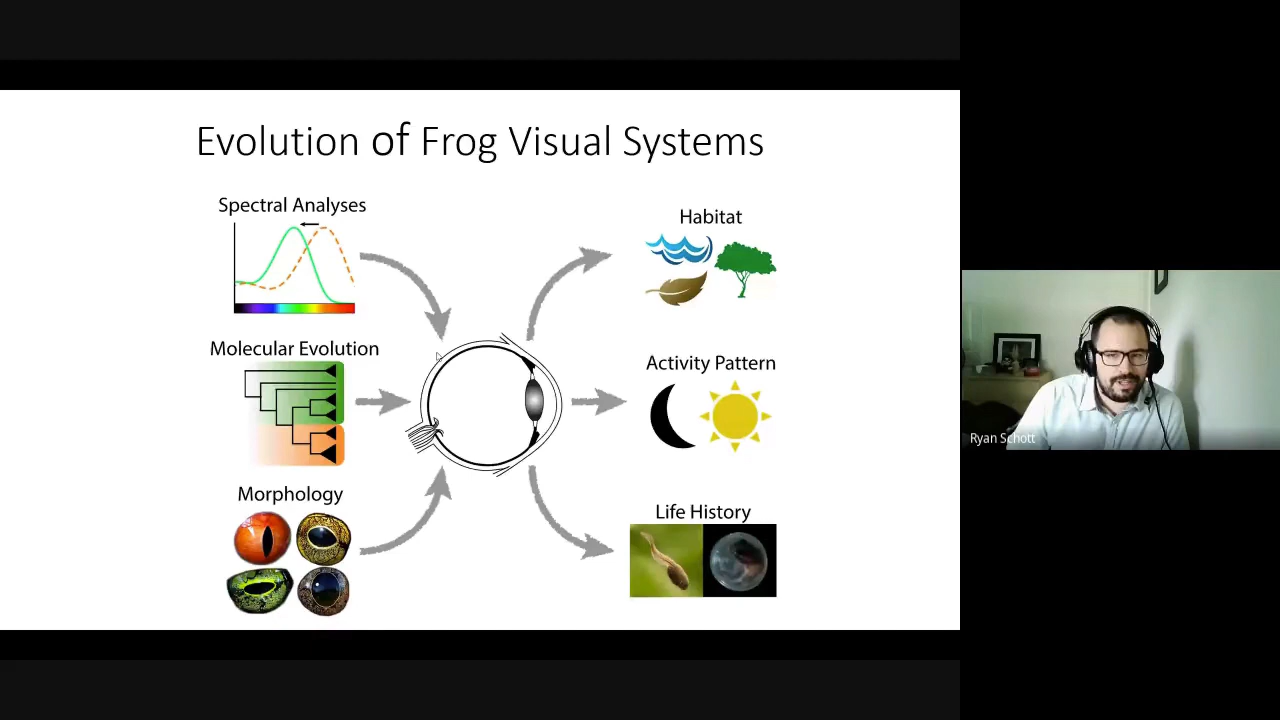 Evolution of Frog Visual Systems
Spectral Analyses
Habitat
Molecular Evolution
Activity Pattern
Morphology
Life History
Ryan Schott